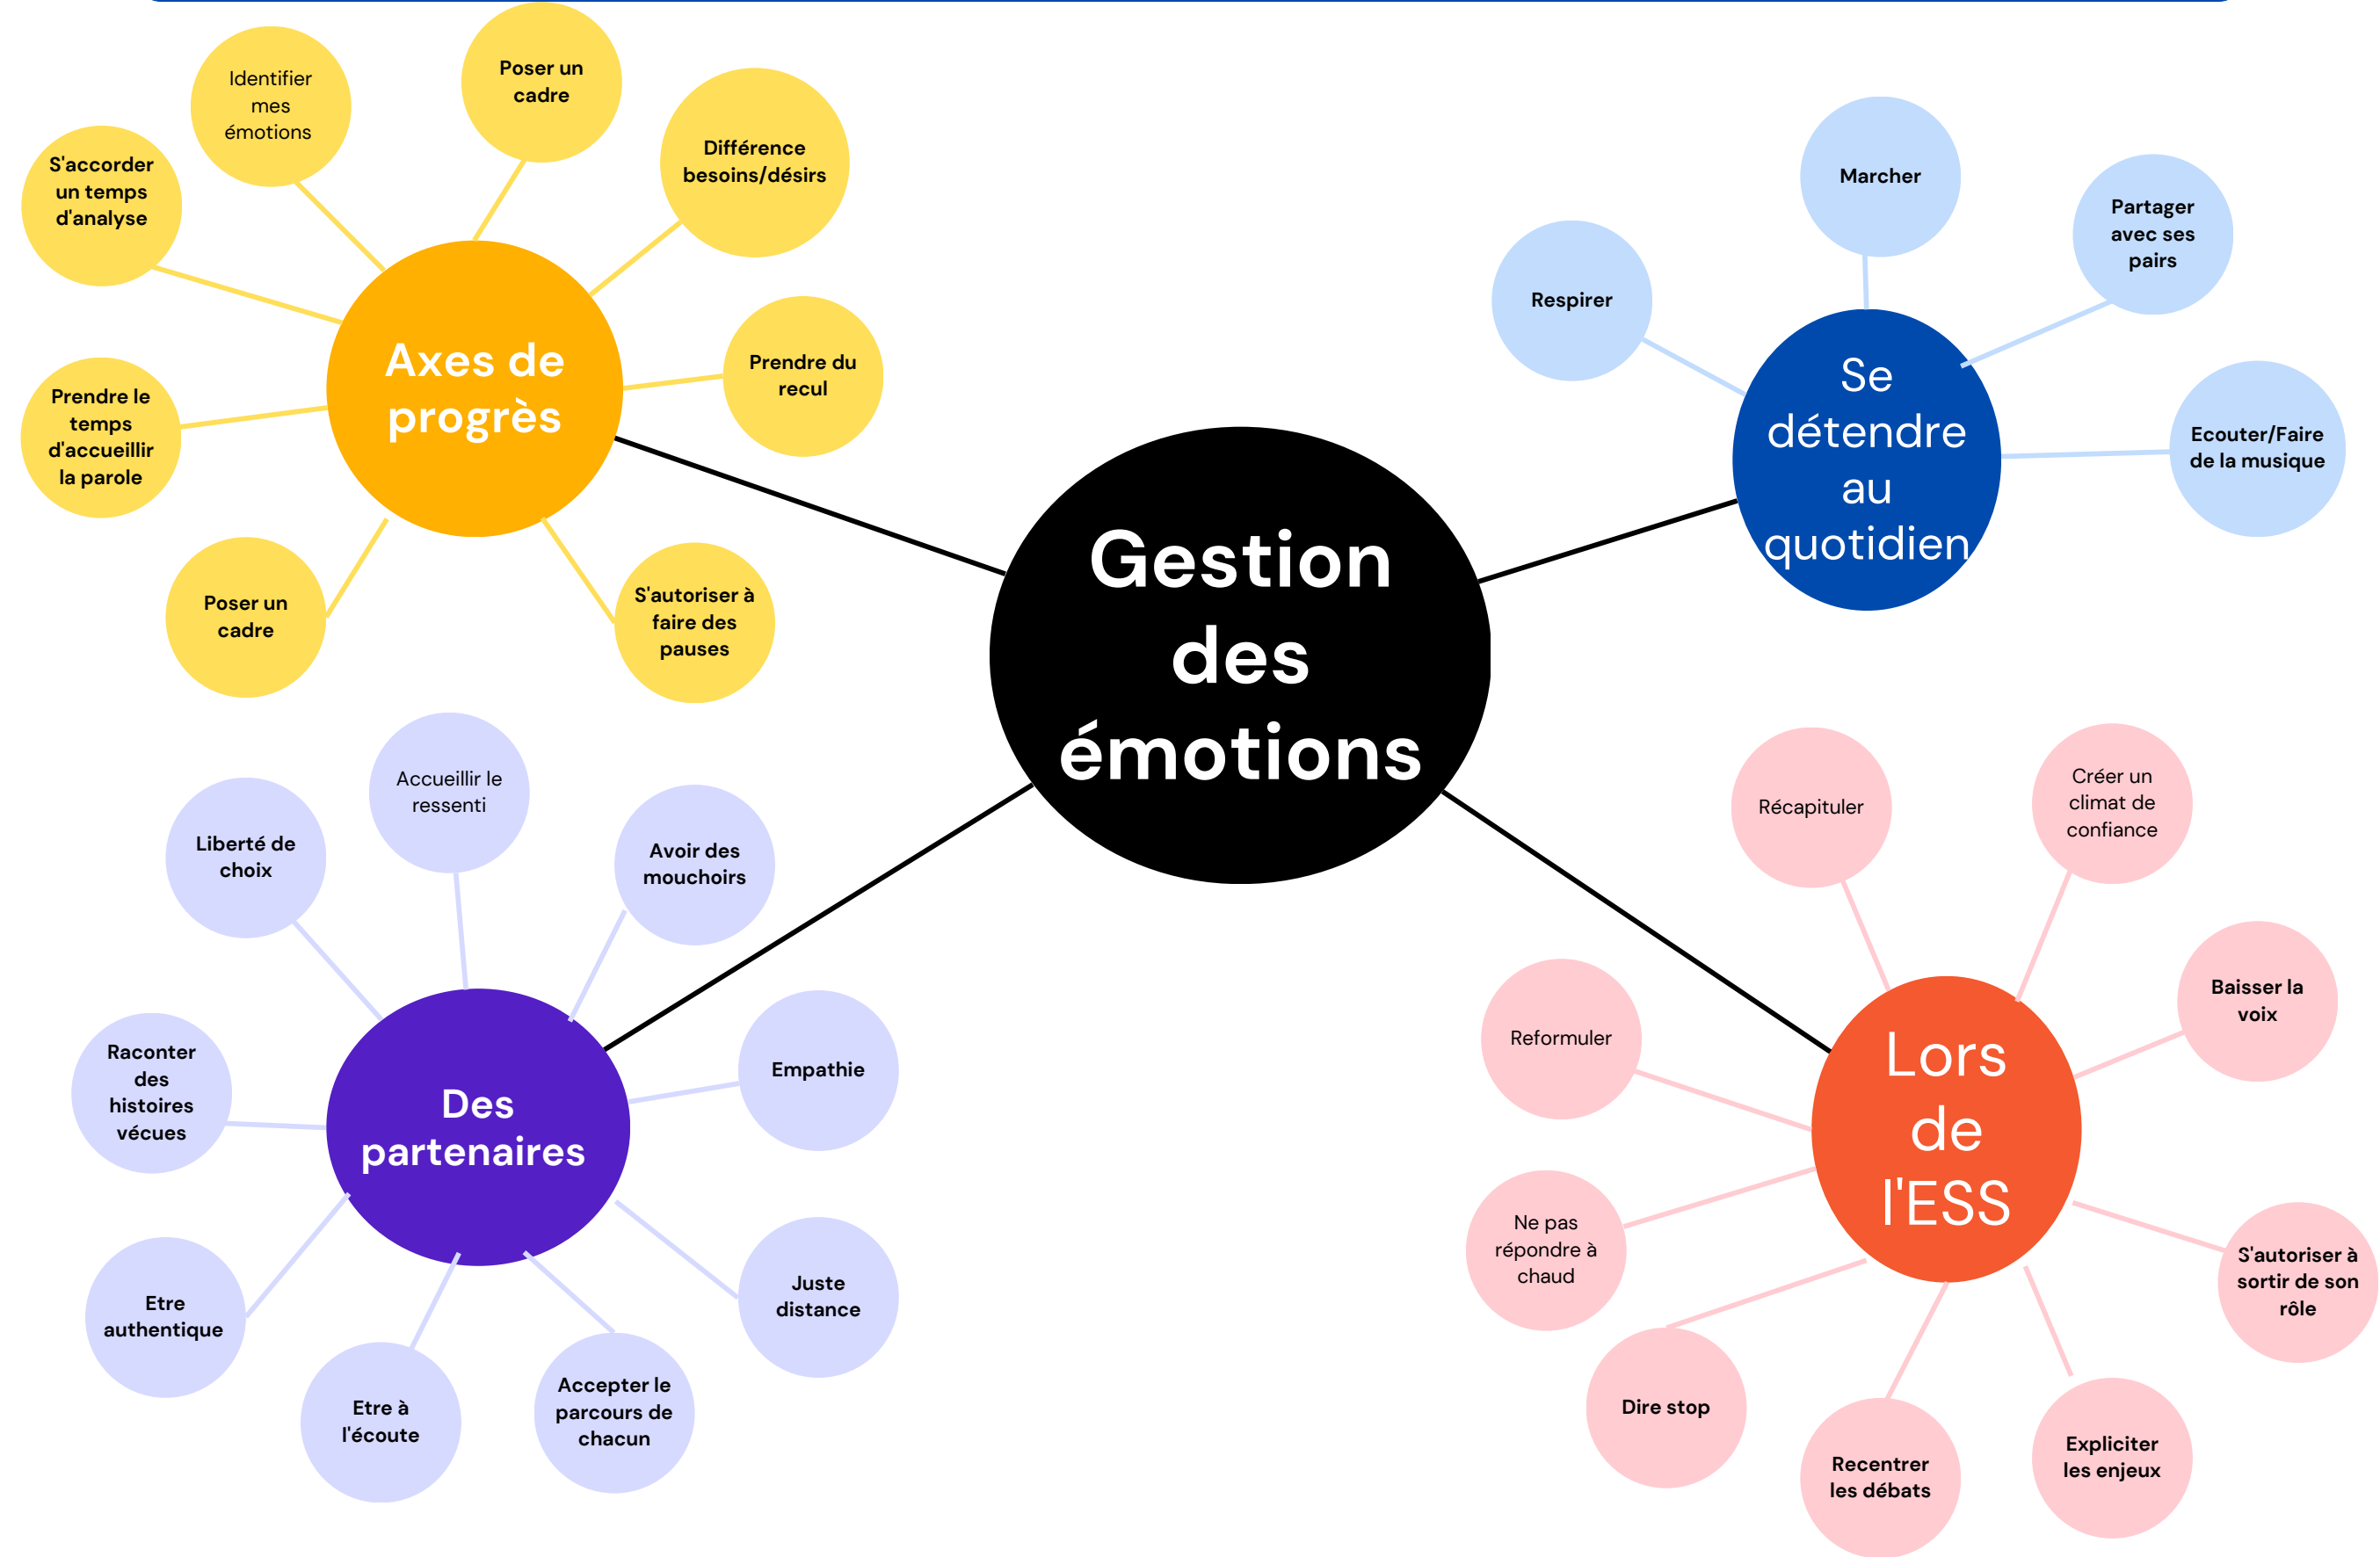 Gestion
des
émotions
Axes de
progrès
Identifier
mes
émotions
Poser un
cadre
Différence
besoins/désirs
Prendre du
recul
S'autoriser à
faire des
pauses
Poser un
cadre
Prendre le
temps
d'accueillir
la parole
S'accorder
un temps
d'analyse
Se
détendre
au
quotidien
Respirer
Marcher
Partager
avec ses
pairs
Ecouter/Faire
de la musique
Des
partenaires
Liberté de
choix
Accueillir le
ressenti
Avoir des
mouchoirs
Empathie
Juste
distance
Accepter le
parcours de
chacun
Etre à
l'écoute
Etre
authentique
Raconter
des
histoires
vécues
Lors
de
l'ESS
Récapituler
Créer un
climat de
confiance
Baisser la
voix
S'autoriser à
sortir de son
rôle
Expliciter
les enjeux
Recentrer
les débats
Dire stop
Ne pas
répondre à
chaud
Reformuler